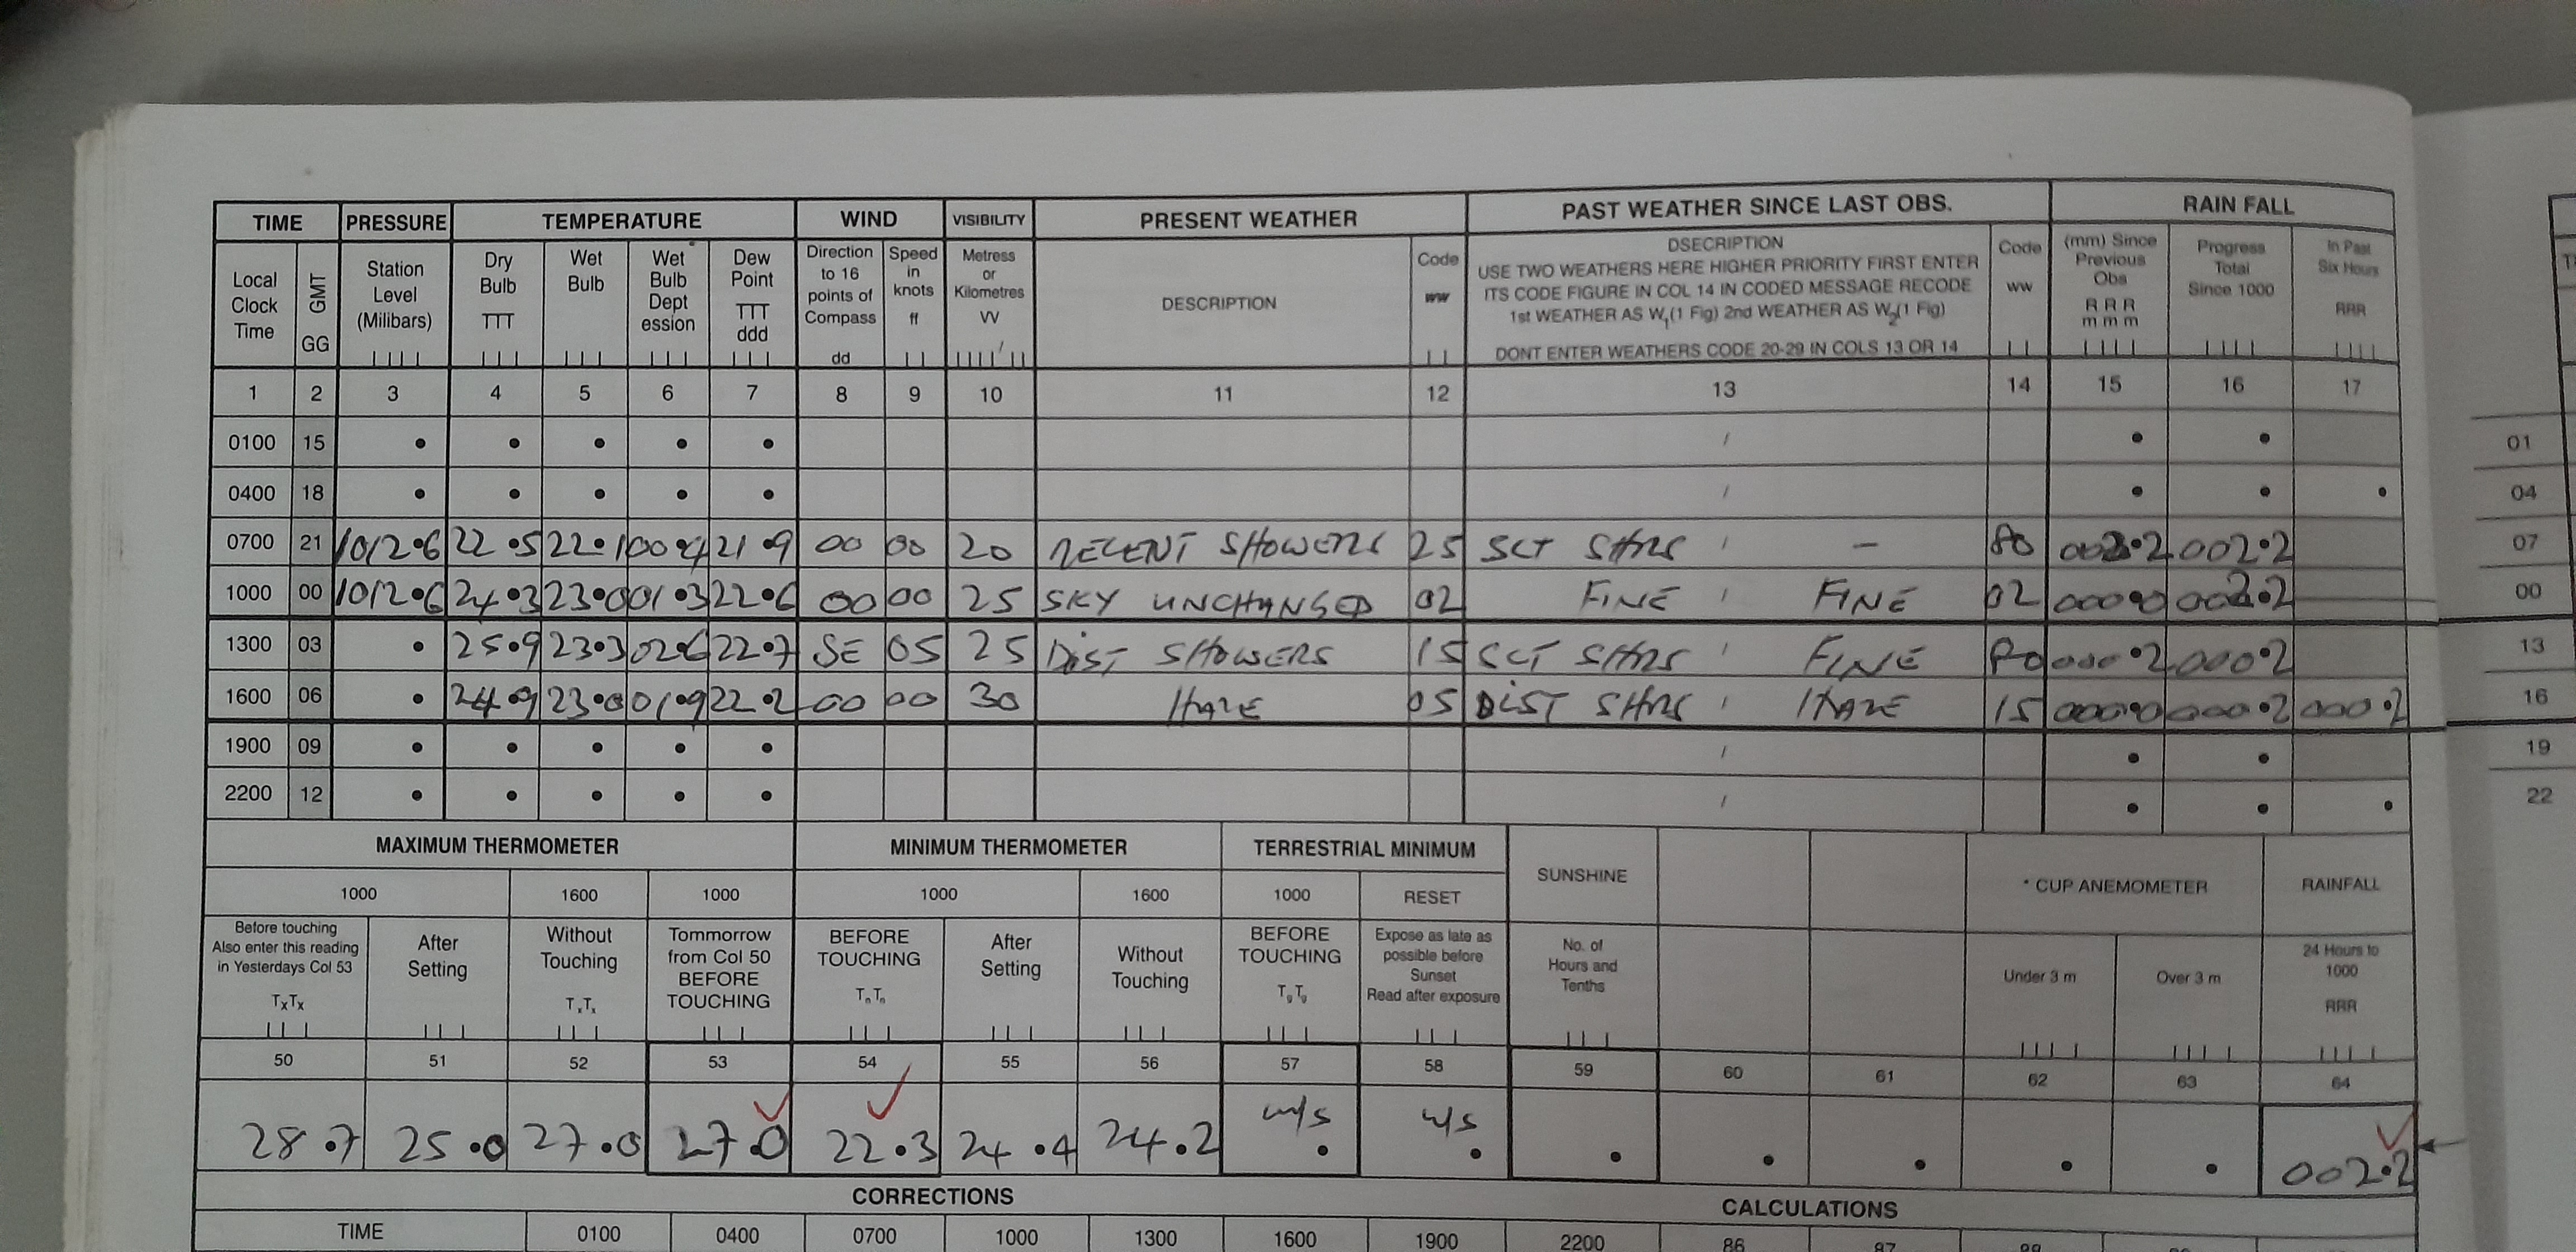 TIME PRESSURE TEMPERATURE WIND VISIBILITY PRESENT WEATHER PAST WEATHER SINCE LAST OBS. RAIN FALL
Local Clock Time
GG
Station Level (Milibars)
Dry Bulb TTT
Wet Bulb
Wet Bulb Dept ession
Dew Point TTT ddd
Direction to 16 points of Compass dd
Speed in knots ff
Metress or Kilometres VV
DESCRIPTION
Code ww
DSECRIPTION
USE TWO WEATHERS HERE HIGHER PRIORITY FIRST ENTER
ITS CODE FIGURE IN COL 14 IN CODED MESSAGE RECODE
1st WEATHER AS W1(1 Fig) 2nd WEATHER AS W2(1 Fig)
DONT ENTER WEATHERS CODE 20-29 IN COLS 13 OR 14
Code ww
(mm) Since Previous Obs R R R m m m
Progress Total Since 1000
In Past Six Hours RRR
1 2 3 4 5 6 7 8 9 10 11 12 13 14 15 16 17
0100 15 01
0400 18 04
0700 21 1012.6 22.5 22.1 00.4 21.9 00 00 20 RECENT SHOWERS 25 SCT SHRS , - 80 002.2 002.2 07
1000 00 1012.6 24.3 23.0 01.3 22.6 00 00 25 SKY UNCHANGED 02 FINE , FINE 02 000.0 002.2 00
1300 03 25.9 23.3 02.6 22.7 SE 05 25 DIST SHOWERS 15 SCT SHRS , FINE 80 000.2 000.2 13
1600 06 24.9 23.0 01.9 22.2 00 00 30 HAZE 05 DIST SHRS , HAZE 15 000.0 000.2 000.2 16
1900 09 19
2200 12 22
MAXIMUM THERMOMETER MINIMUM THERMOMETER TERRESTRIAL MINIMUM
1000 1600 1000 1000 1600 1000 RESET SUNSHINE * CUP ANEMOMETER RAINFALL
Before touching Also enter this reading in Yesterdays Col 53 TxTx
After Setting
Without Touching TxTx
Tommorrow from Col 50 BEFORE TOUCHING
BEFORE TOUCHING TnTn
After Setting
Without Touching
BEFORE TOUCHING TgTg
Expose as late as possible before Sunset Read after exposure
No. of Hours and Tenths
Under 3 m
Over 3 m
24 Hours to 1000 RRR
50 51 52 53 54 55 56 57 58 59 60 61 62 63 64
28.7 25.0 27.0 27.0 22.3 24.4 24.2 u/s u/s 002.2
CORRECTIONS CALCULATIONS
TIME 0100 0400 0700 1000 1300 1600 1900 2200 86 87